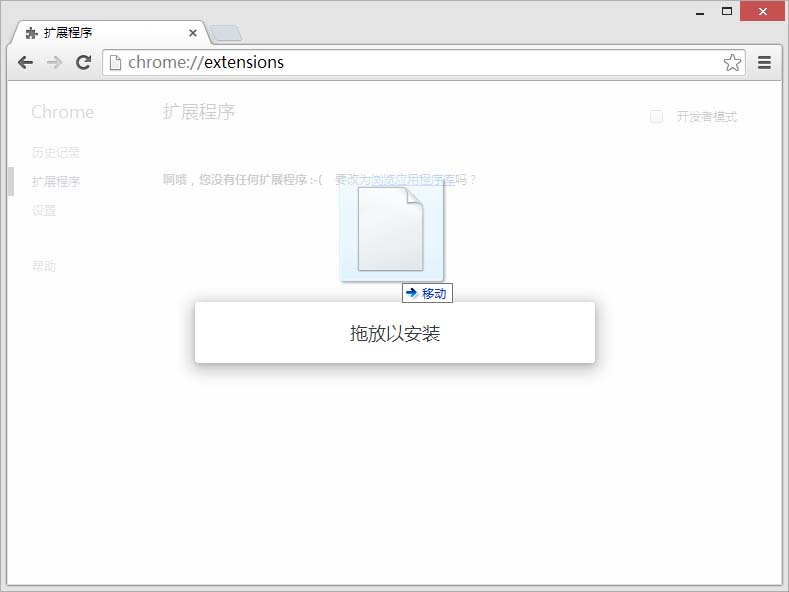 扩展程序
chrome://extensions
Chrome
扩展程序
开发者模式
历史记录
扩展程序
设置
帮助
啊哦，您没有任何扩展程序 :-( 要改为浏览应用程序库吗？
移动
拖放以安装